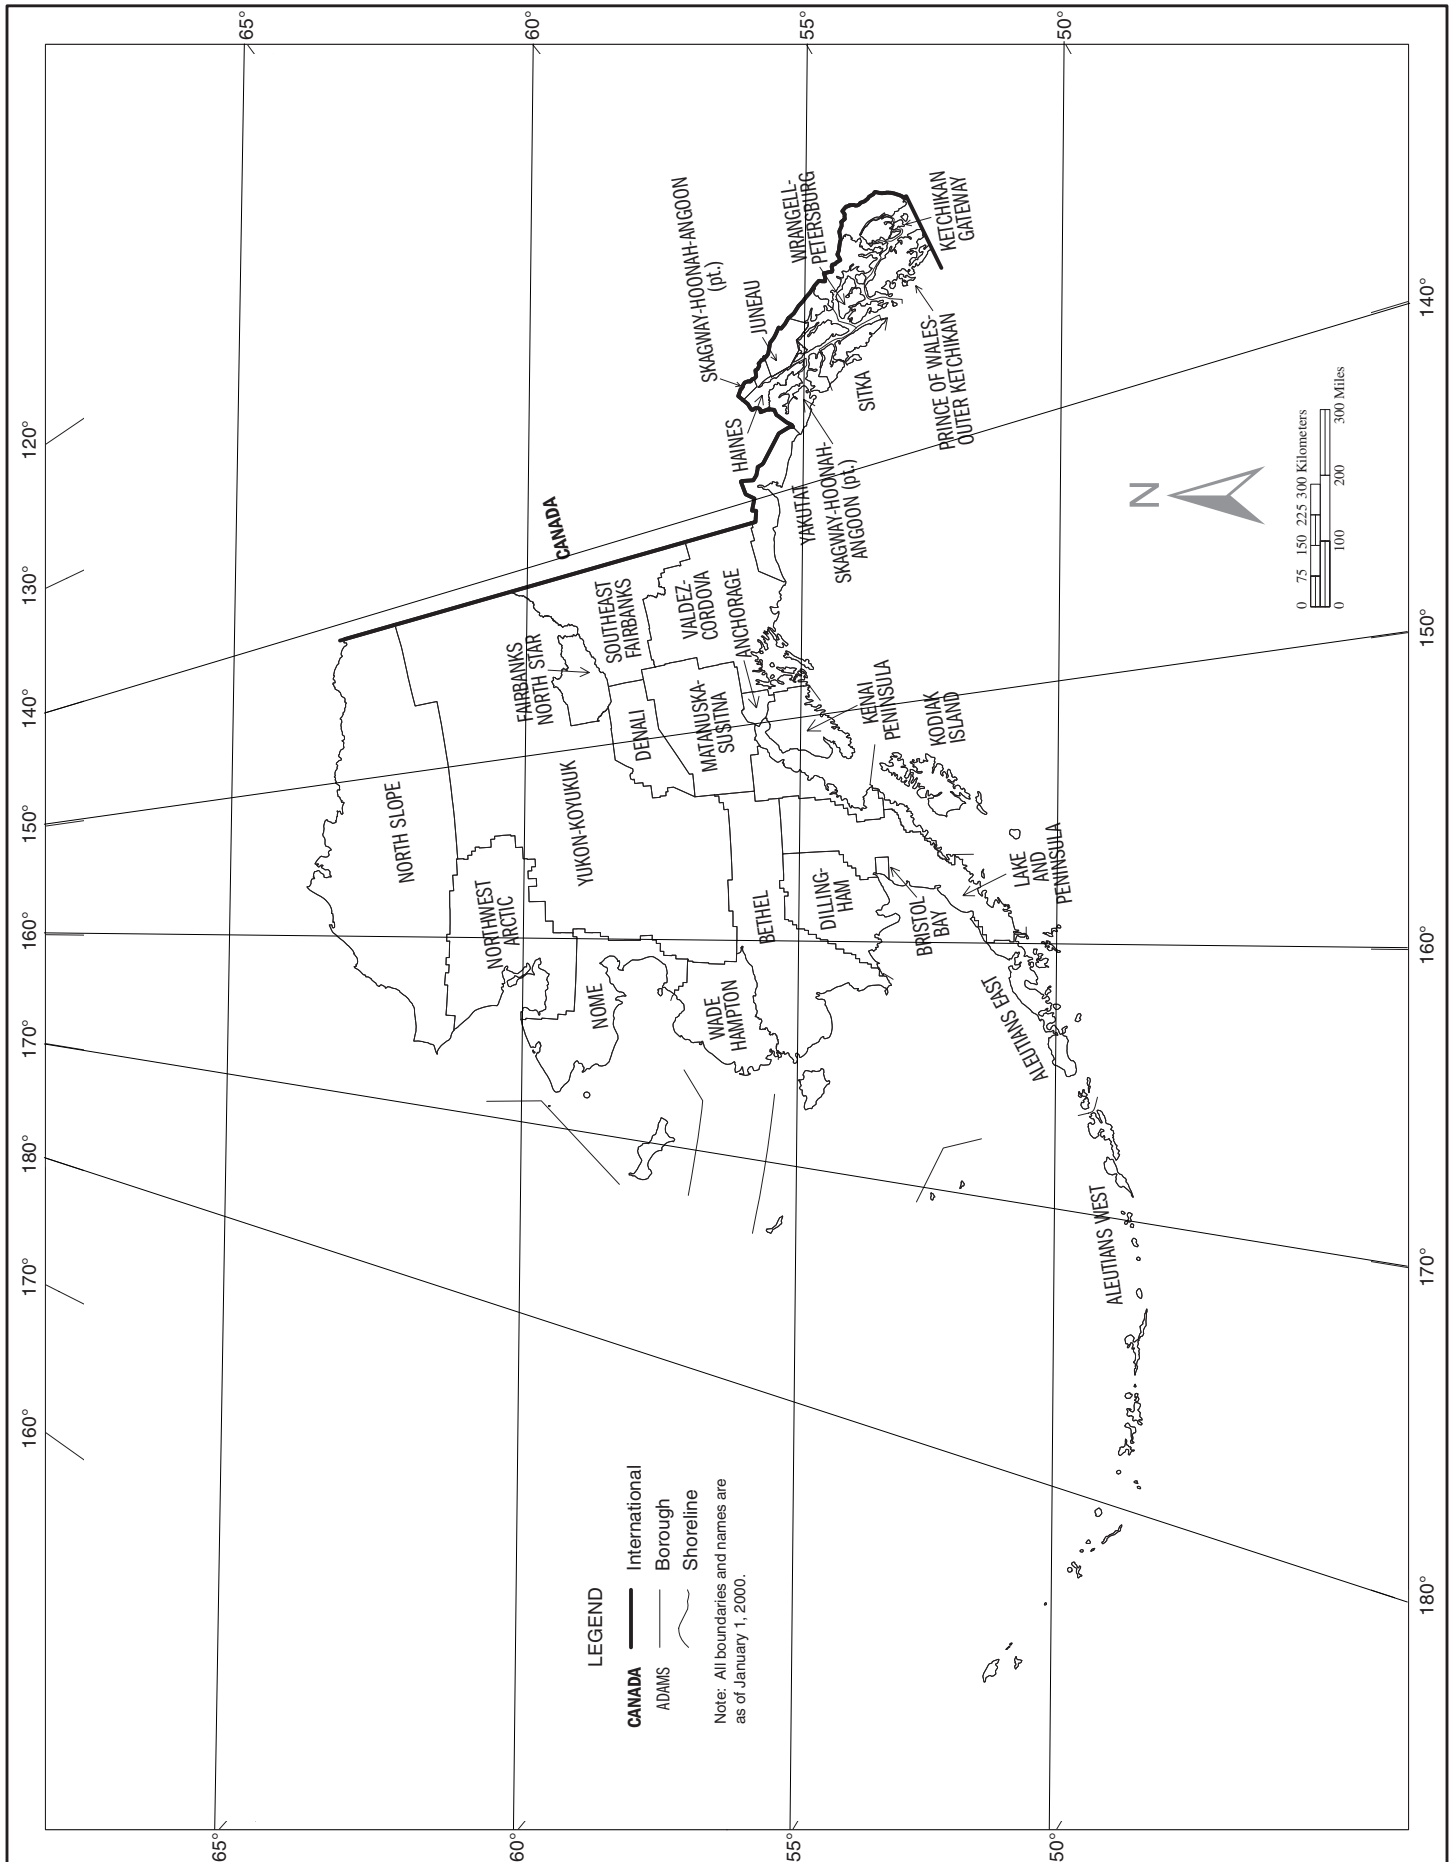 120°
130°
140°
150°
160°
170°
180°
170°
160°
65°
60°
55°
50°
65°
60°
55°
50°
140°
150°
160°
170°
180°
CANADA
NORTH SLOPE
NORTHWEST
ARCTIC
NOME
YUKON-KOYUKUK
FAIRBANKS
NORTH STAR
SOUTHEAST
FAIRBANKS
DENALI
MATANUSKA-
SUSITNA
VALDEZ-
CORDOVA
ANCHORAGE
WADE
HAMPTON
BETHEL
DILLING-
HAM
BRISTOL
BAY
KENAI
PENINSULA
KODIAK
ISLAND
LAKE
AND
PENINSULA
ALEUTIANS EAST
ALEUTIANS WEST
YAKUTAT
SKAGWAY-HOONAH-
ANGOON (pt.)
HAINES
SKAGWAY-HOONAH-ANGOON
(pt.)
JUNEAU
SITKA
WRANGELL-
PETERSBURG
PRINCE OF WALES-
OUTER KETCHIKAN
KETCHIKAN
GATEWAY
LEGEND
CANADA International
ADAMS Borough
Shoreline
Note: All boundaries and names are
as of January 1, 2000.
N
0 75 150 225 300 Kilometers
0 100 200 300 Miles